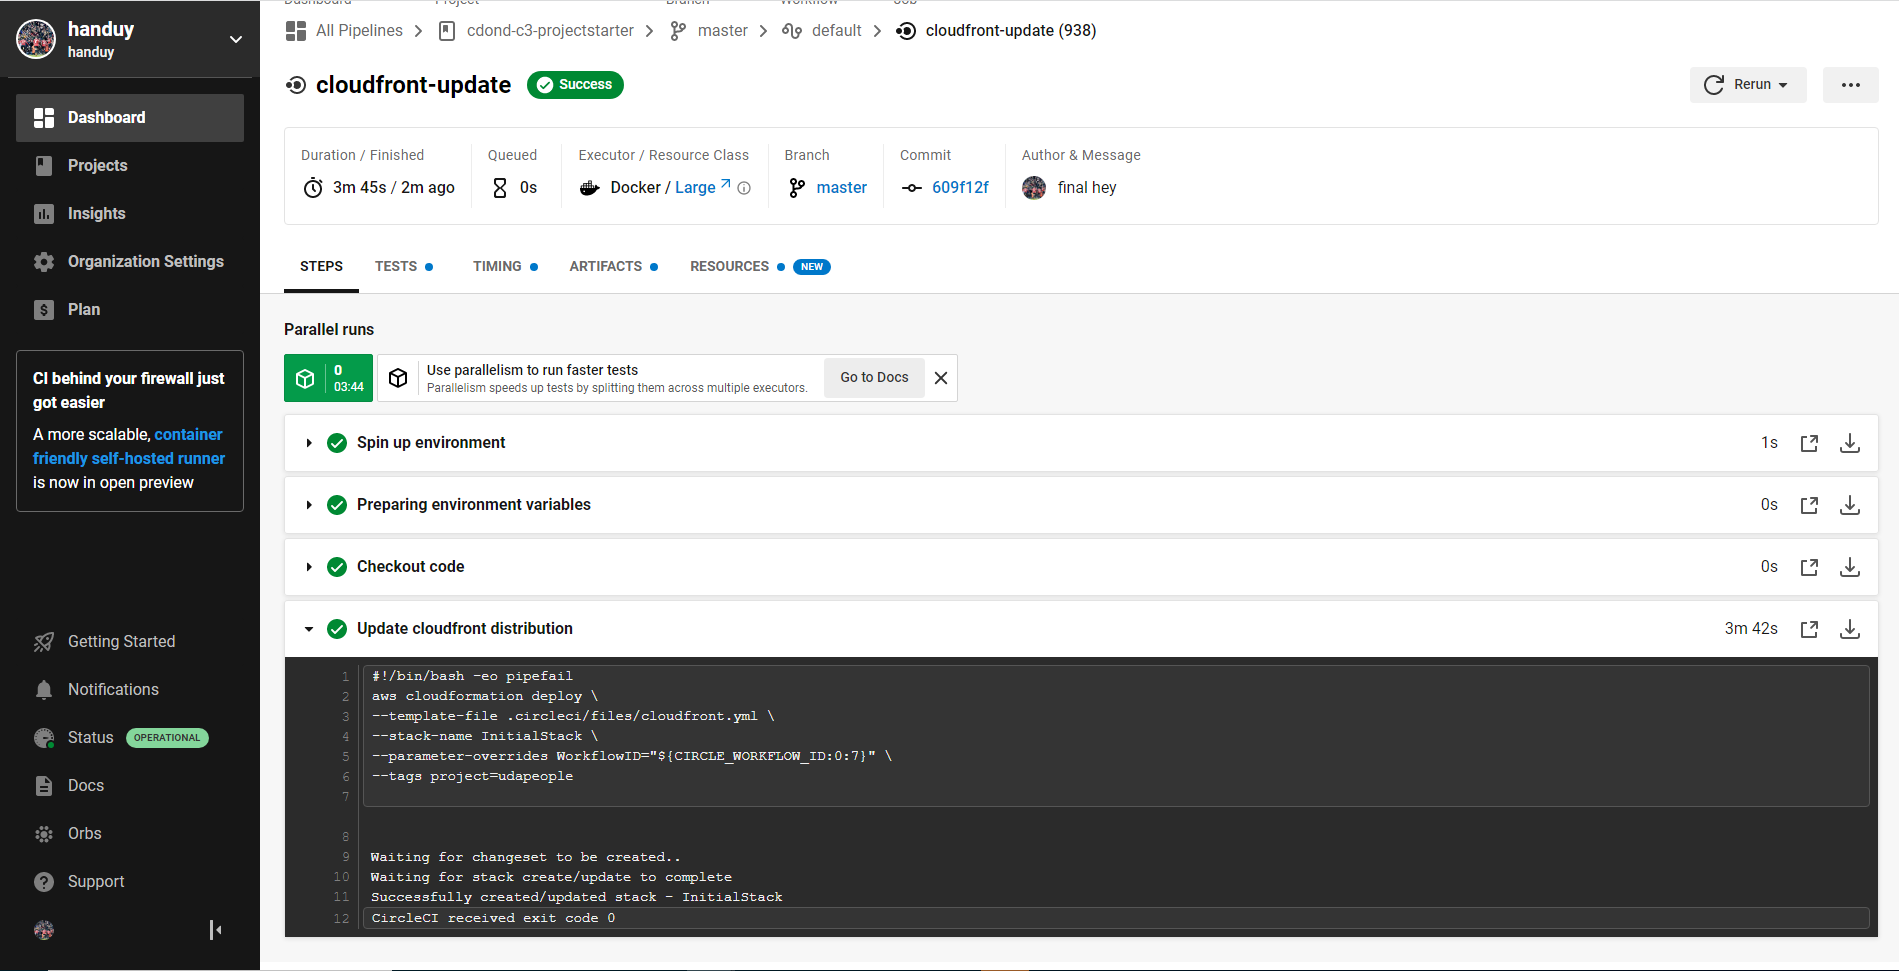 handuy
handuy
Dashboard
Projects
Insights
Organization Settings
Plan
CI behind your firewall just
got easier
A more scalable, container
friendly self-hosted runner
is now in open preview
Getting Started
Notifications
Status OPERATIONAL
Docs
Orbs
Support
Dashboard Project Branch Workflow Job
All Pipelines cdond-c3-projectstarter master default cloudfront-update (938)
cloudfront-update Success Rerun
Duration / Finished Queued Executor / Resource Class Branch Commit Author & Message
3m 45s / 2m ago 0s Docker / Large master 609f12f final hey
STEPS TESTS TIMING ARTIFACTS RESOURCES NEW
Parallel runs
0
03:44
Use parallelism to run faster tests
Parallelism speeds up tests by splitting them across multiple executors.
Go to Docs
Spin up environment 1s
Preparing environment variables 0s
Checkout code 0s
Update cloudfront distribution 3m 42s
1 #!/bin/bash -eo pipefail
2 aws cloudformation deploy \
3 --template-file .circleci/files/cloudfront.yml \
4 --stack-name InitialStack \
5 --parameter-overrides WorkflowID="${CIRCLE_WORKFLOW_ID:0:7}" \
6 --tags project=udapeople
7
8
9 Waiting for changeset to be created..
10 Waiting for stack create/update to complete
11 Successfully created/updated stack - InitialStack
12 CircleCI received exit code 0